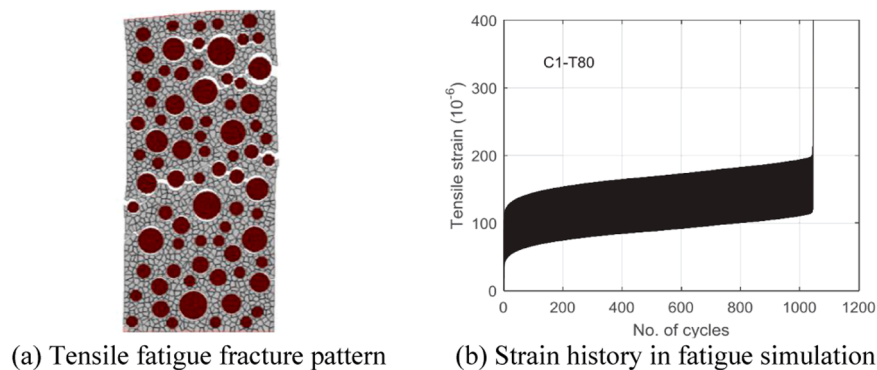 400
300
200
100
0
Tensile strain (10⁻⁶)
C1-T80
0 200 400 600 800 1000 1200
No. of cycles
(a) Tensile fatigue fracture pattern
(b) Strain history in fatigue simulation